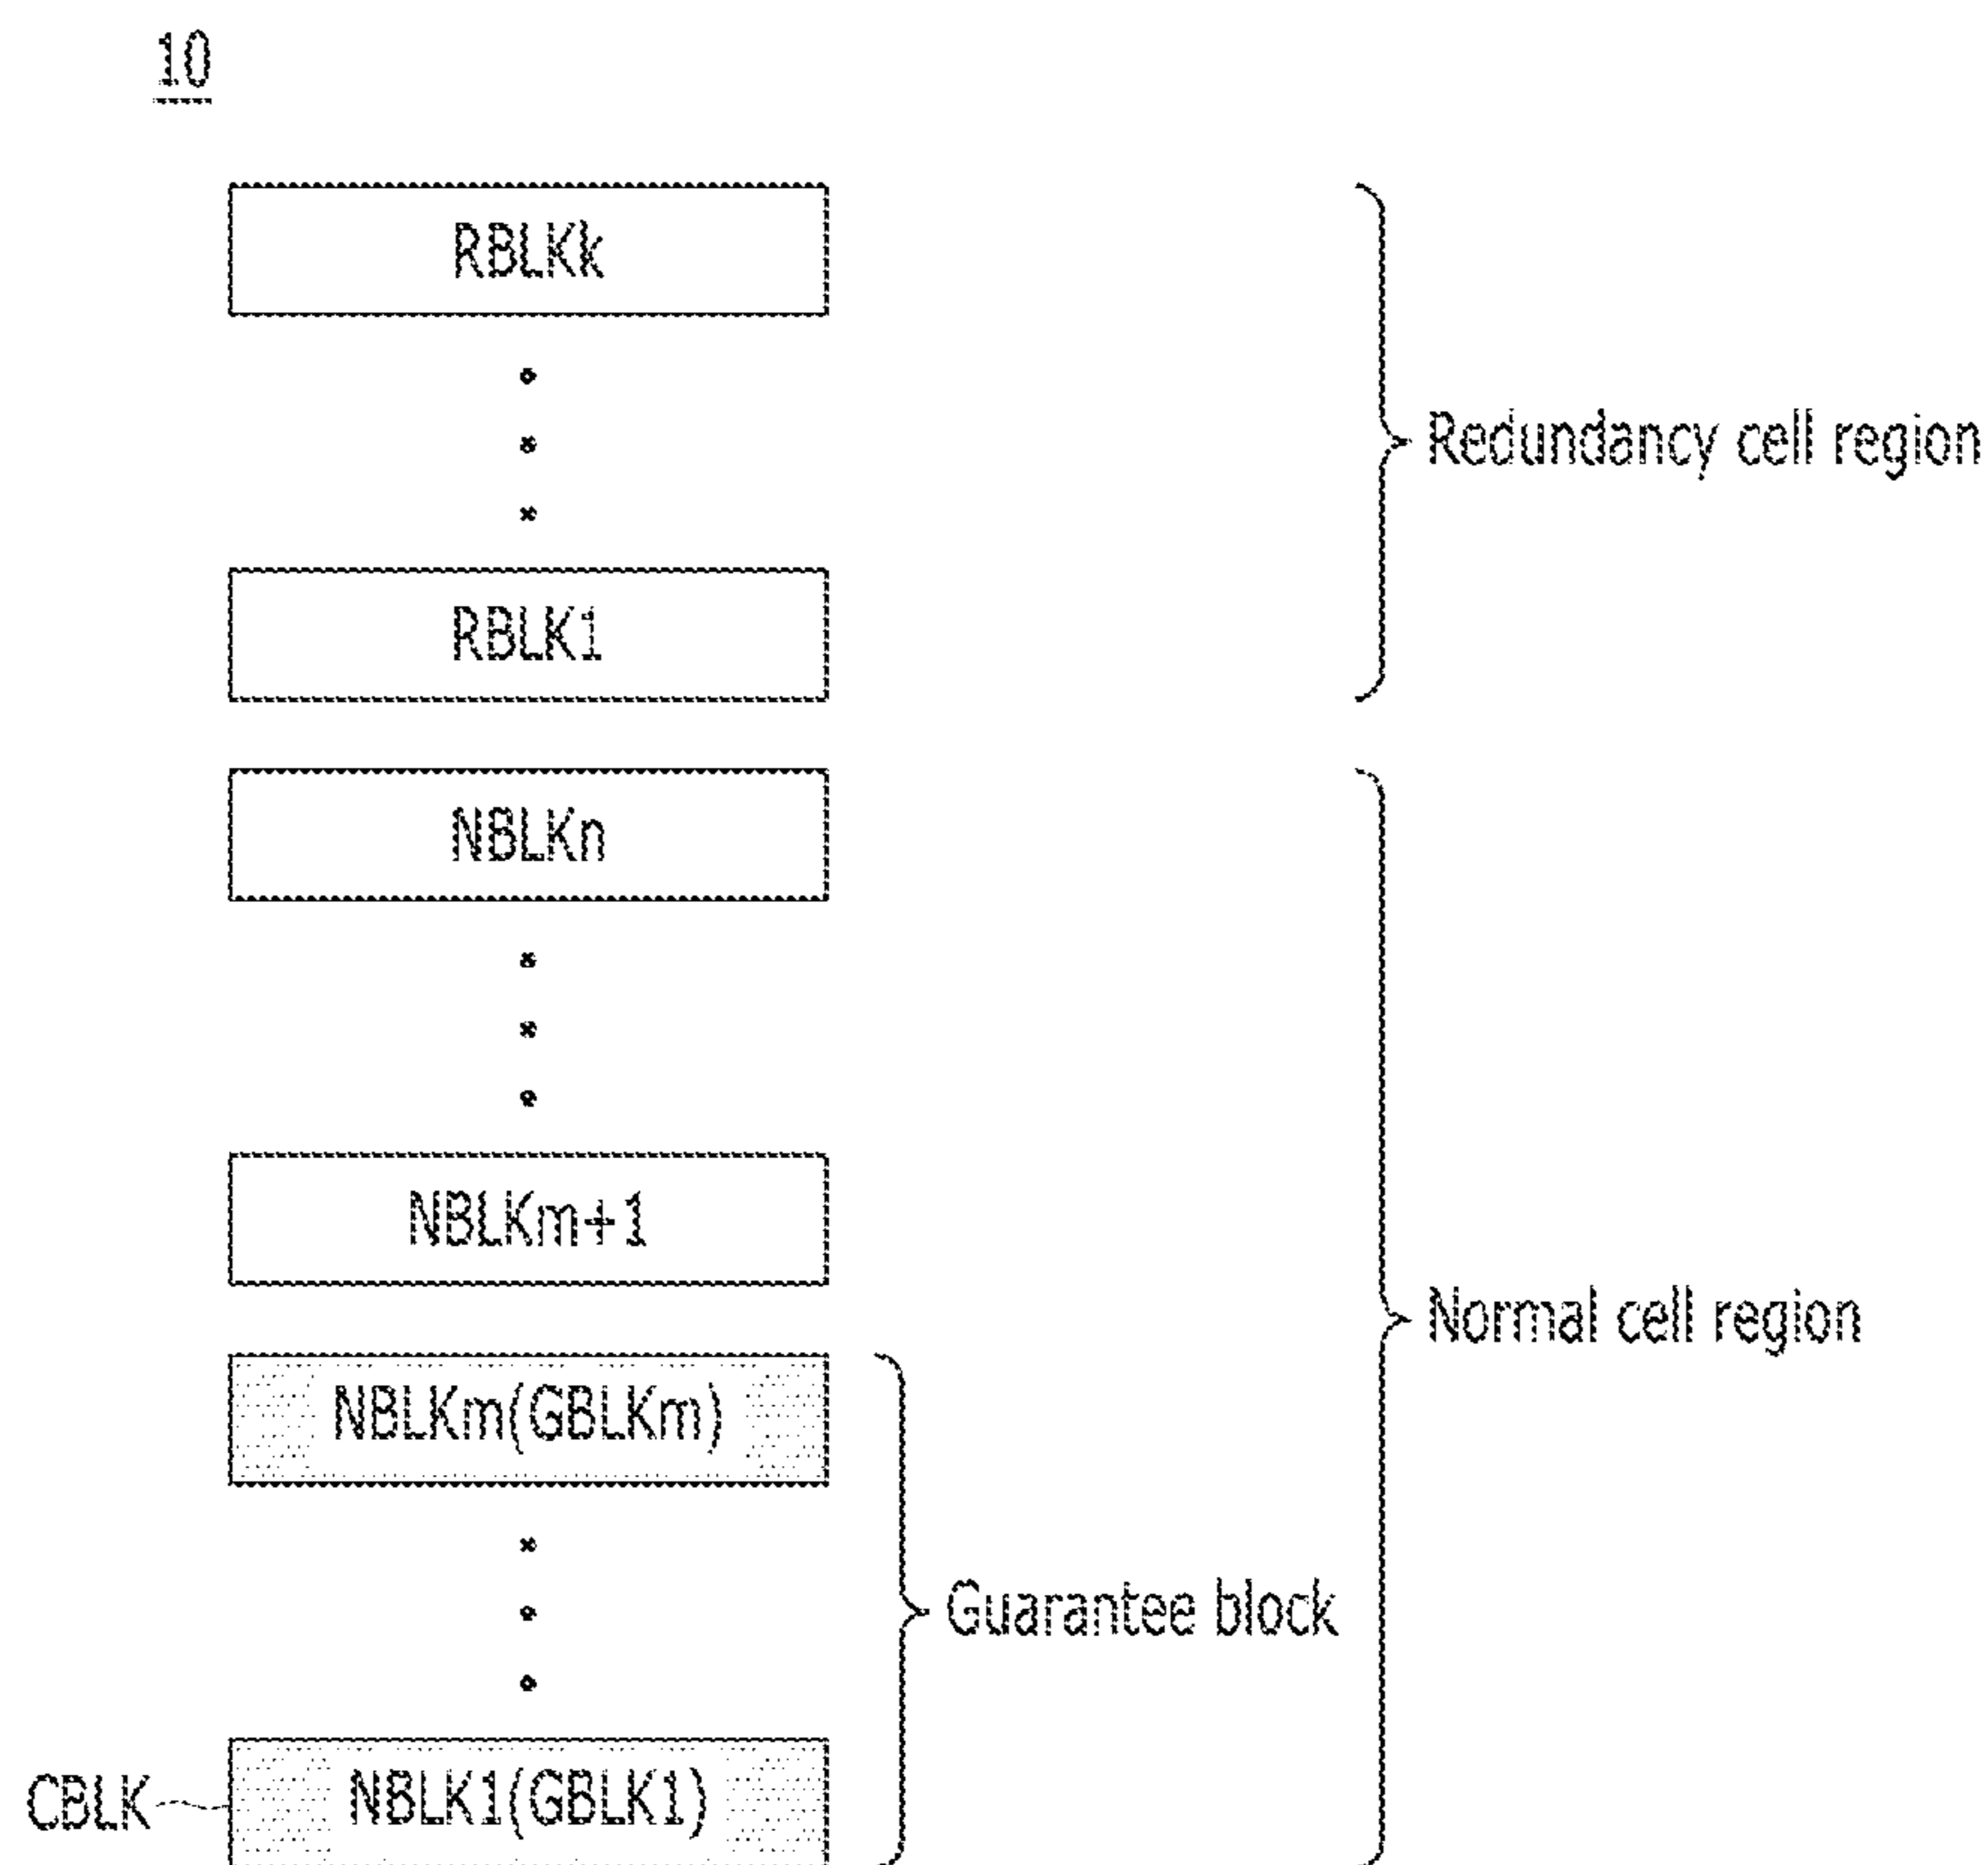 10
RBLKk
Redundancy cell region
RBLK1
NBLKn
NBLKm+1
Normal cell region
NBLKm(GBLKm)
Guarantee block
CBLK
NBLK1(GBLK1)